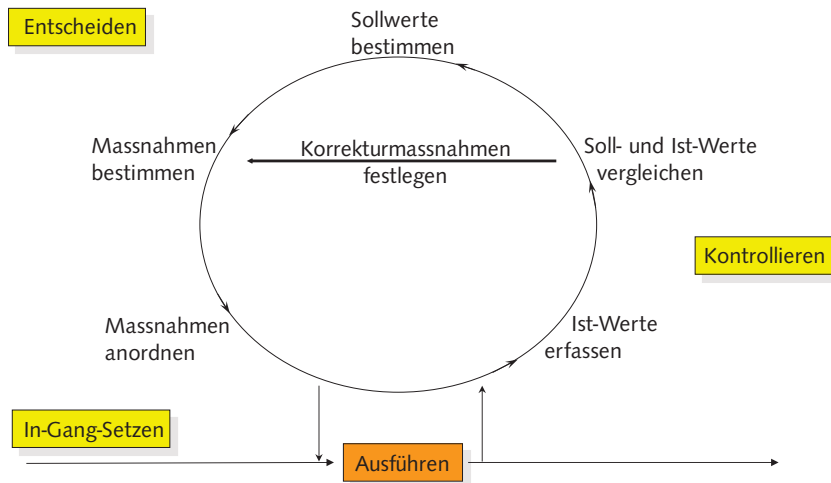 Entscheiden
Sollwerte
bestimmen
Massnahmen
bestimmen
Korrekturmassnahmen
festlegen
Soll- und Ist-Werte
vergleichen
Kontrollieren
Massnahmen
anordnen
Ist-Werte
erfassen
In-Gang-Setzen
Ausführen